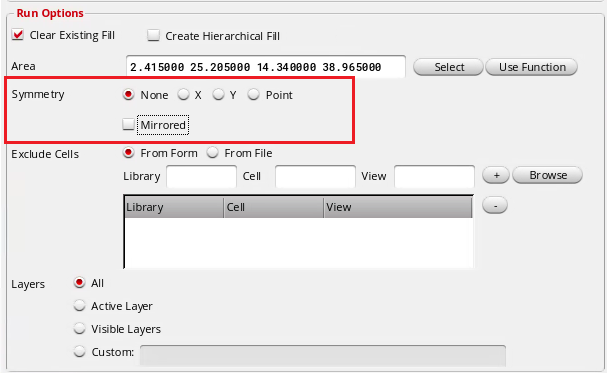 Run Options
Clear Existing Fill Create Hierarchical Fill
Area 2.415000 25.205000 14.340000 38.965000 Select Use Function
Symmetry None X Y Point
Mirrored
Exclude Cells From Form From File
Library Cell View + Browse
Library Cell View -
Layers All
Active Layer
Visible Layers
Custom: